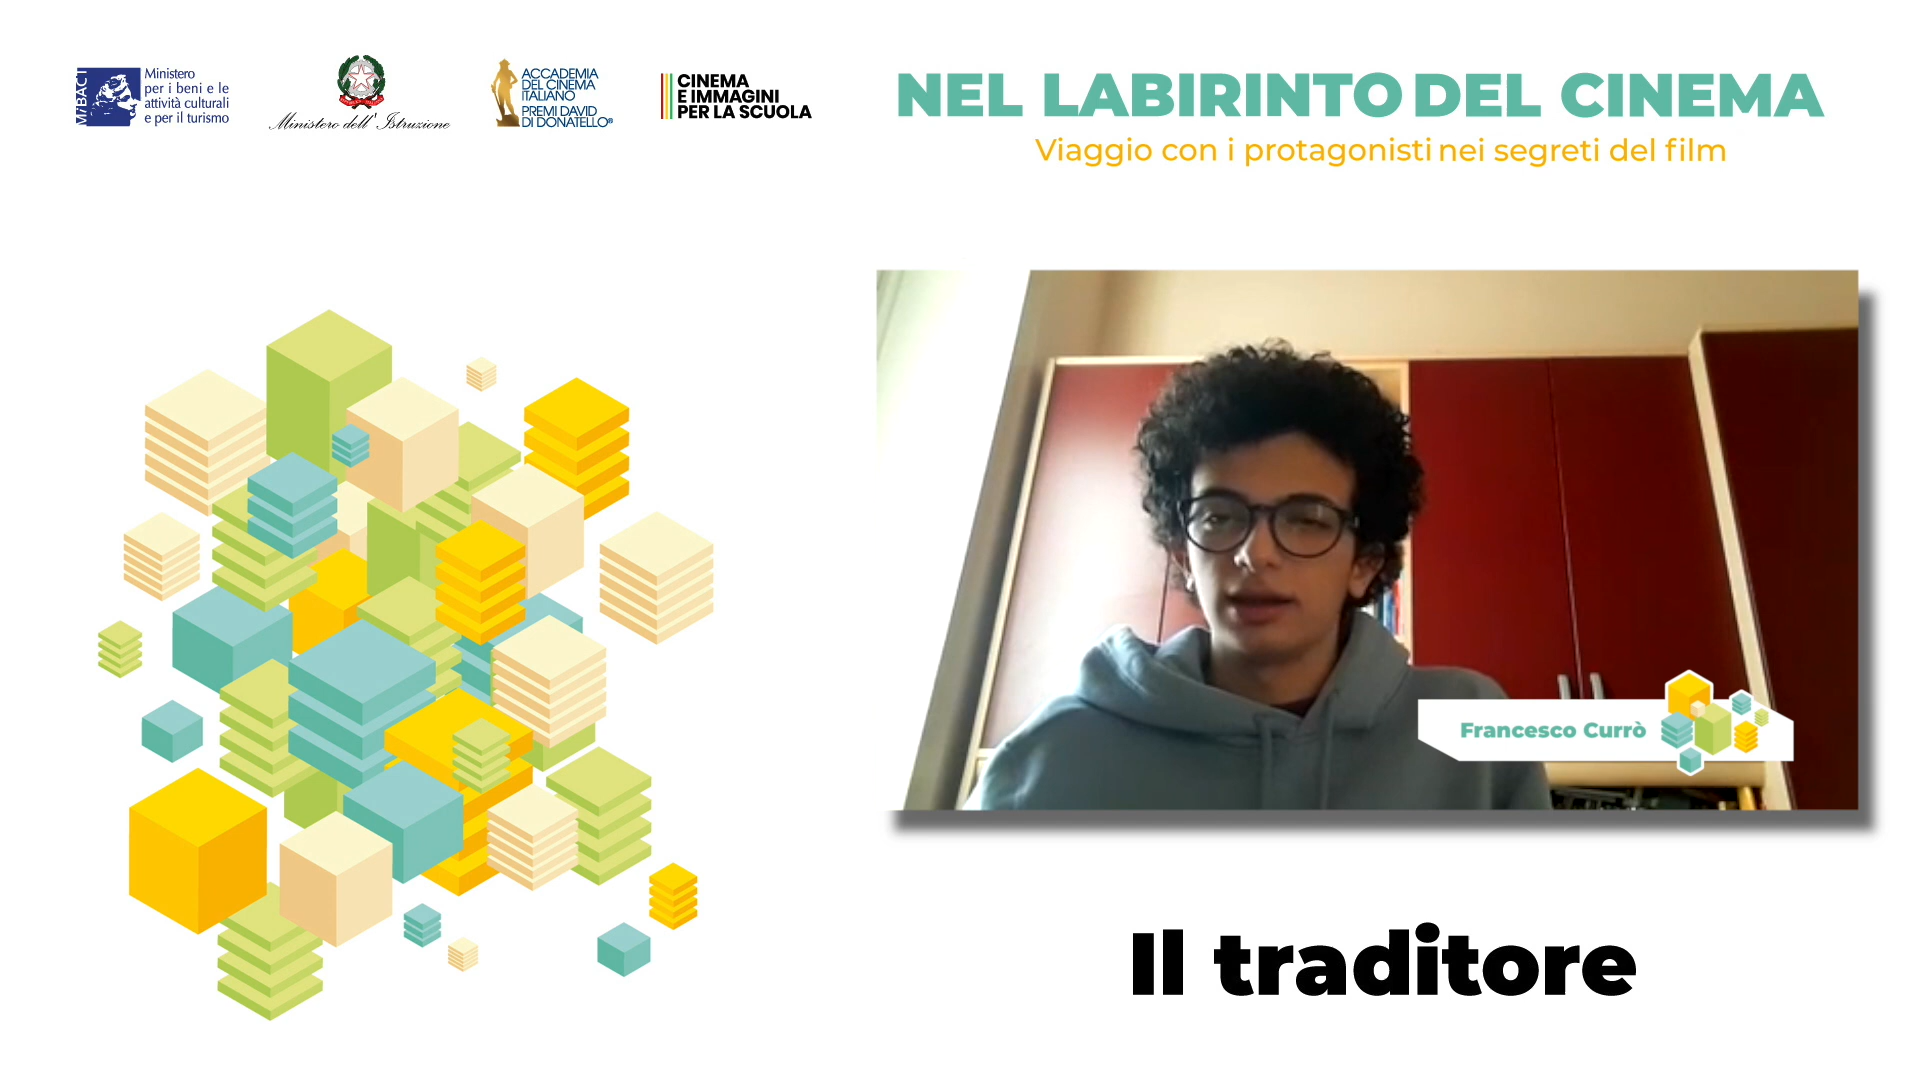 MiBACT
Ministero
per i beni e le
attività culturali
e per il turismo
Ministero dell'Istruzione
ACCADEMIA
DEL CINEMA
ITALIANO
PREMI DAVID
DI DONATELLO®
CINEMA
E IMMAGINI
PER LA SCUOLA
NEL LABIRINTO DEL CINEMA
Viaggio con i protagonisti nei segreti del film
Francesco Currò
Il traditore